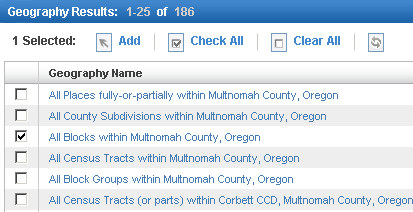 Geography Results: 1-25 of 186
1 Selected: Add Check All Clear All
Geography Name
All Places fully-or-partially within Multnomah County, Oregon
All County Subdivisions within Multnomah County, Oregon
All Blocks within Multnomah County, Oregon
All Census Tracts within Multnomah County, Oregon
All Block Groups within Multnomah County, Oregon
All Census Tracts (or parts) within Corbett CCD, Multnomah County, Oregon